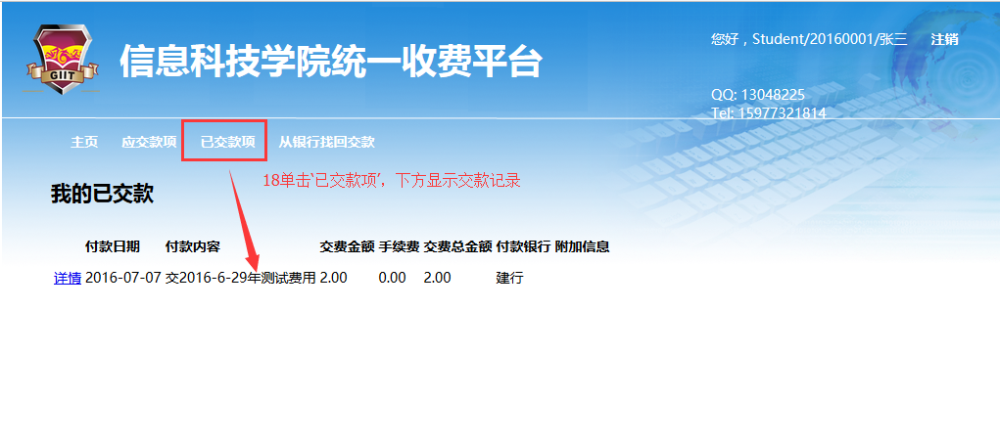 GIIT
信息科技学院统一收费平台
您好，Student/20160001/张三 注销
QQ: 13048225
Tel: 15977321814
主页 应交款项 已交款项 从银行找回交款
18单击‘已交款项’，下方显示交款记录
我的已交款
付款日期 付款内容 交费金额 手续费 交费总金额 付款银行 附加信息
详情 2016-07-07 交2016-6-29年测试费用 2.00 0.00 2.00 建行